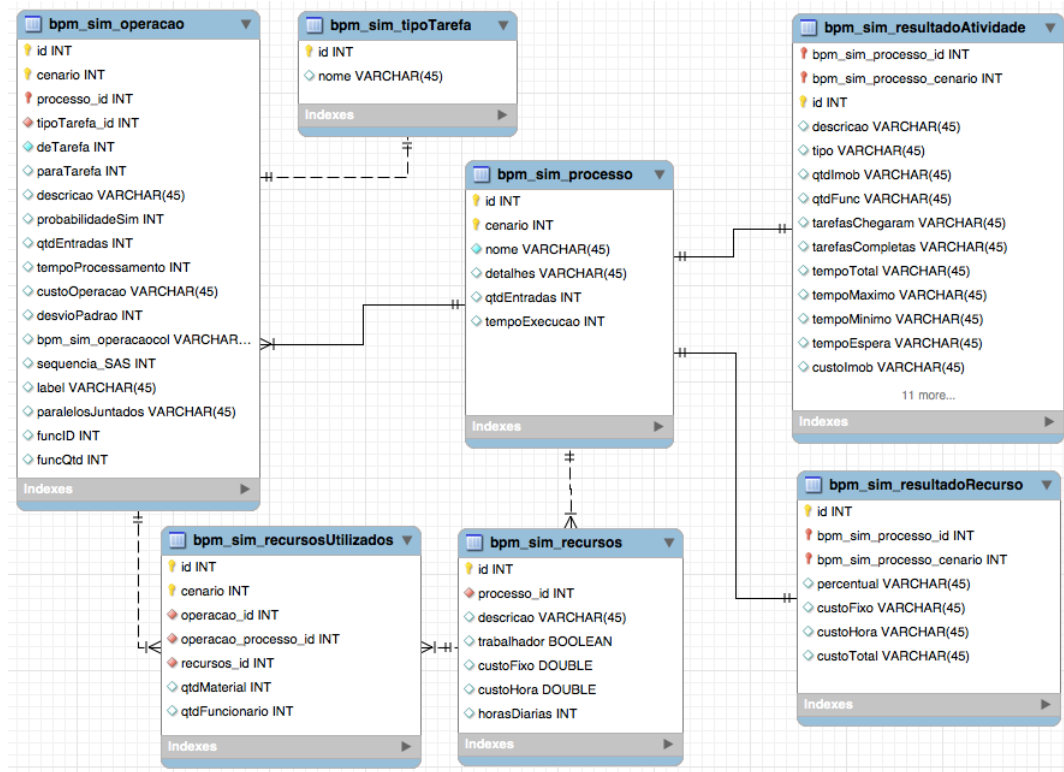 bpm_sim_operacao
id INT
cenario INT
processo_id INT
tipoTarefa_id INT
deTarefa INT
paraTarefa INT
descricao VARCHAR(45)
probabilidadeSim INT
qtdEntradas INT
tempoProcessamento INT
custoOperacao VARCHAR(45)
desvioPadrao INT
bpm_sim_operacaocol VARCHAR...
sequencia_SAS INT
label VARCHAR(45)
paralelosJuntados VARCHAR(45)
funcID INT
funcQtd INT
Indexes
bpm_sim_tipoTarefa
id INT
nome VARCHAR(45)
Indexes
bpm_sim_processo
id INT
cenario INT
nome VARCHAR(45)
detalhes VARCHAR(45)
qtdEntradas INT
tempoExecucao INT
Indexes
bpm_sim_resultadoAtividade
bpm_sim_processo_id INT
bpm_sim_processo_cenario INT
id INT
descricao VARCHAR(45)
tipo VARCHAR(45)
qtdImob VARCHAR(45)
qtdFunc VARCHAR(45)
tarefasChegaram VARCHAR(45)
tarefasCompletas VARCHAR(45)
tempoTotal VARCHAR(45)
tempoMaximo VARCHAR(45)
tempoMinimo VARCHAR(45)
tempoEspera VARCHAR(45)
custoImob VARCHAR(45)
11 more...
Indexes
bpm_sim_recursosUtilizados
id INT
cenario INT
operacao_id INT
operacao_processo_id INT
recursos_id INT
qtdMaterial INT
qtdFuncionario INT
Indexes
bpm_sim_recursos
id INT
processo_id INT
descricao VARCHAR(45)
trabalhador BOOLEAN
custoFixo DOUBLE
custoHora DOUBLE
horasDiarias INT
Indexes
bpm_sim_resultadoRecurso
id INT
bpm_sim_processo_id INT
bpm_sim_processo_cenario INT
percentual VARCHAR(45)
custoFixo VARCHAR(45)
custoHora VARCHAR(45)
custoTotal VARCHAR(45)
Indexes